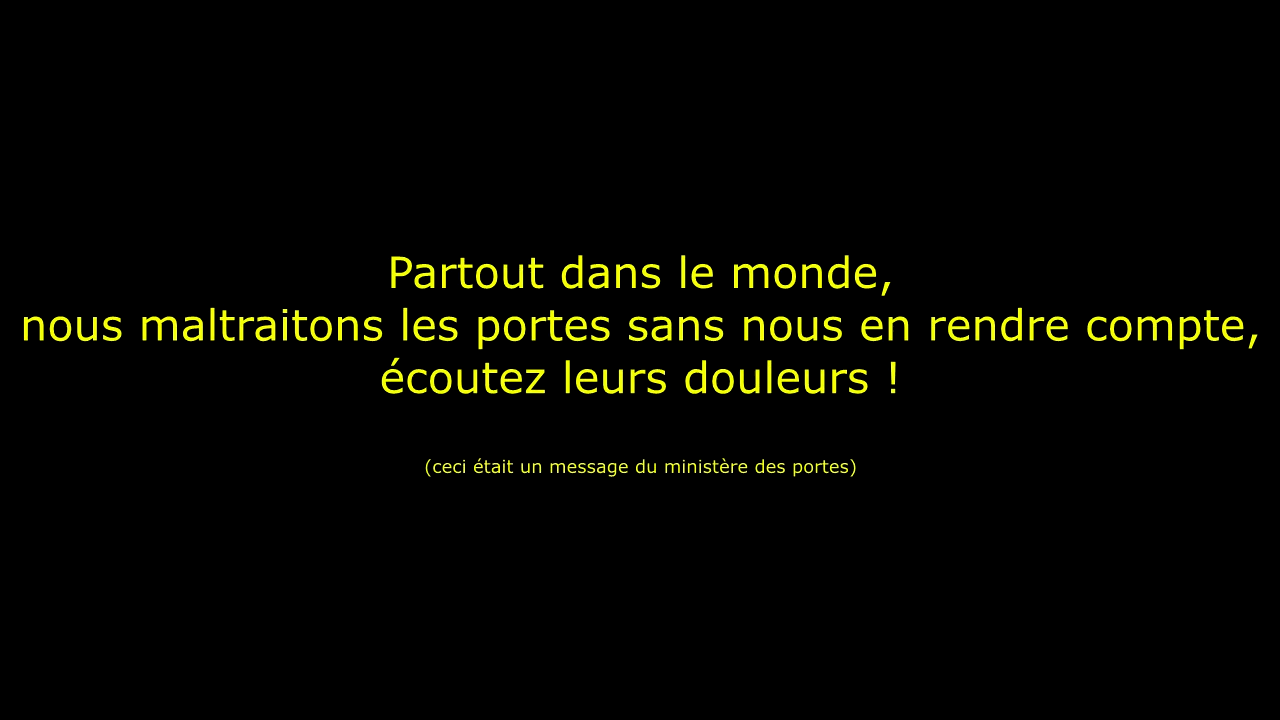 Partout dans le monde,
nous maltraitons les portes sans nous en rendre compte,
écoutez leurs douleurs !
(ceci était un message du ministère des portes)